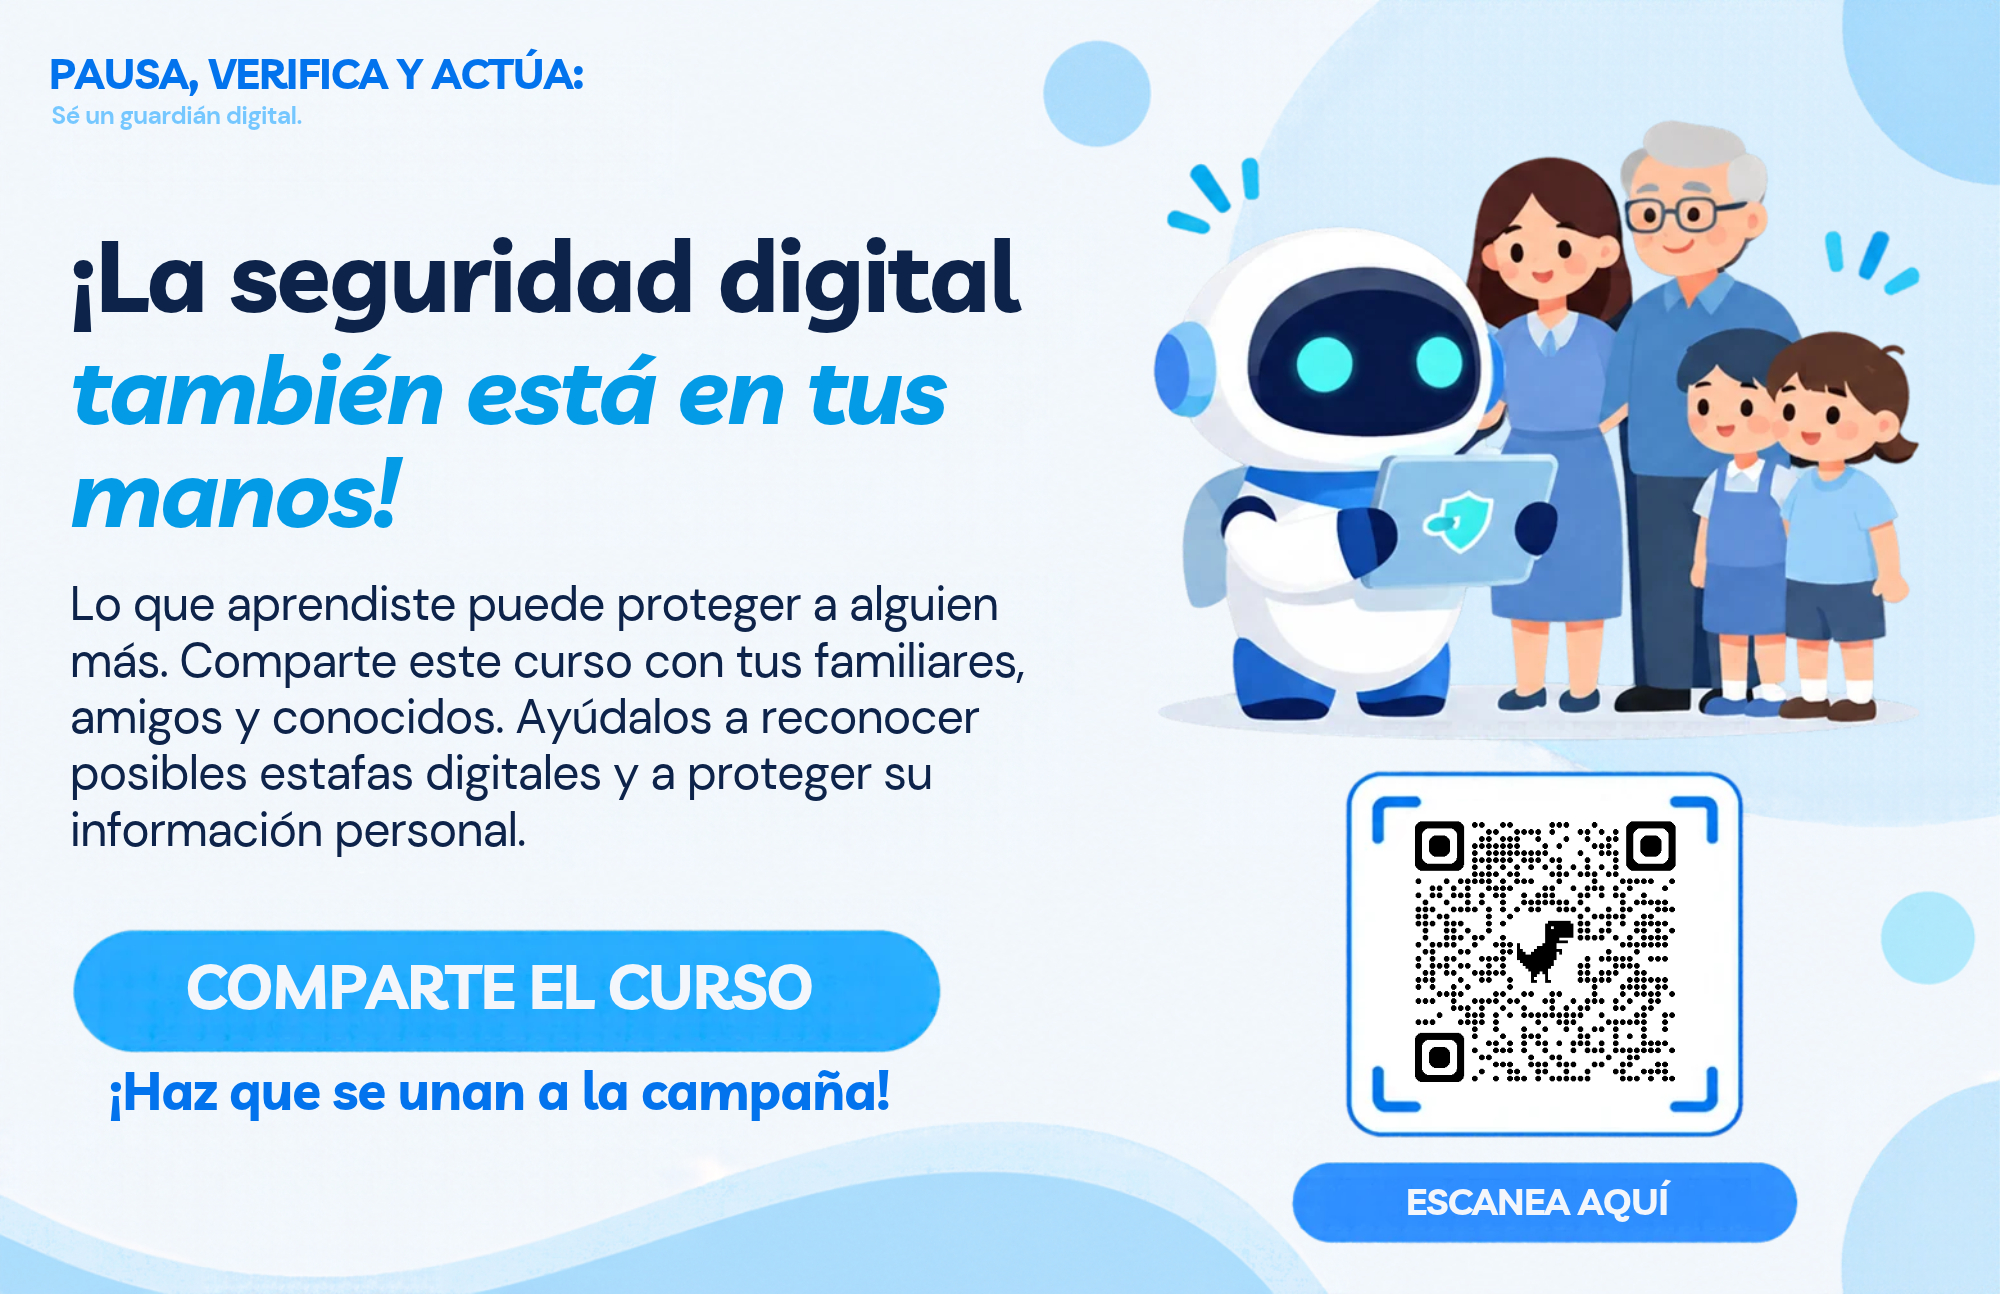 PAUSA, VERIFICA Y ACTÚA:
Sé un guardián digital.
¡La seguridad digital
también está en tus
manos!
Lo que aprendiste puede proteger a alguien
más. Comparte este curso con tus familiares,
amigos y conocidos. Ayúdalos a reconocer
posibles estafas digitales y a proteger su
información personal.
COMPARTE EL CURSO
¡Haz que se unan a la campaña!
ESCANEA AQUÍ